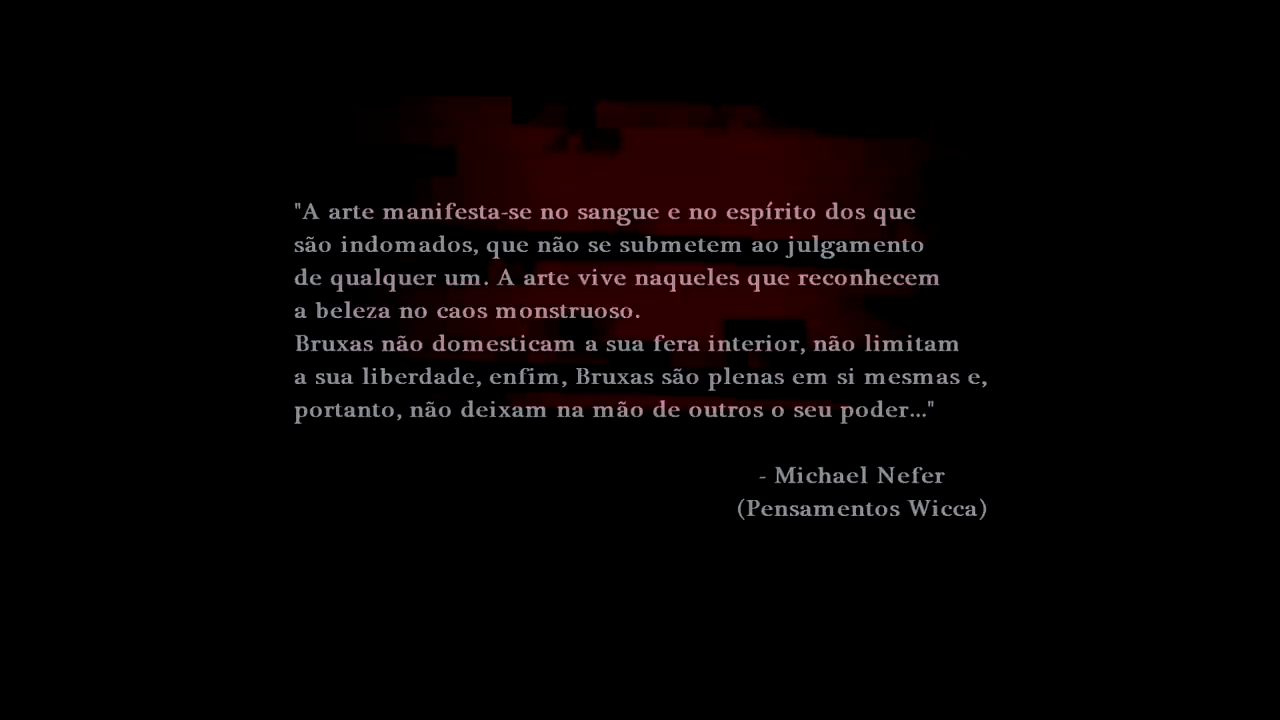 "A arte manifesta-se no sangue e no espírito dos que
são indomados, que não se submetem ao julgamento
de qualquer um. A arte vive naqueles que reconhecem
a beleza no caos monstruoso.
Bruxas não domesticam a sua fera interior, não limitam
a sua liberdade, enfim, Bruxas são plenas em si mesmas e,
portanto, não deixam na mão de outros o seu poder..."
- Michael Nefer
(Pensamentos Wicca)